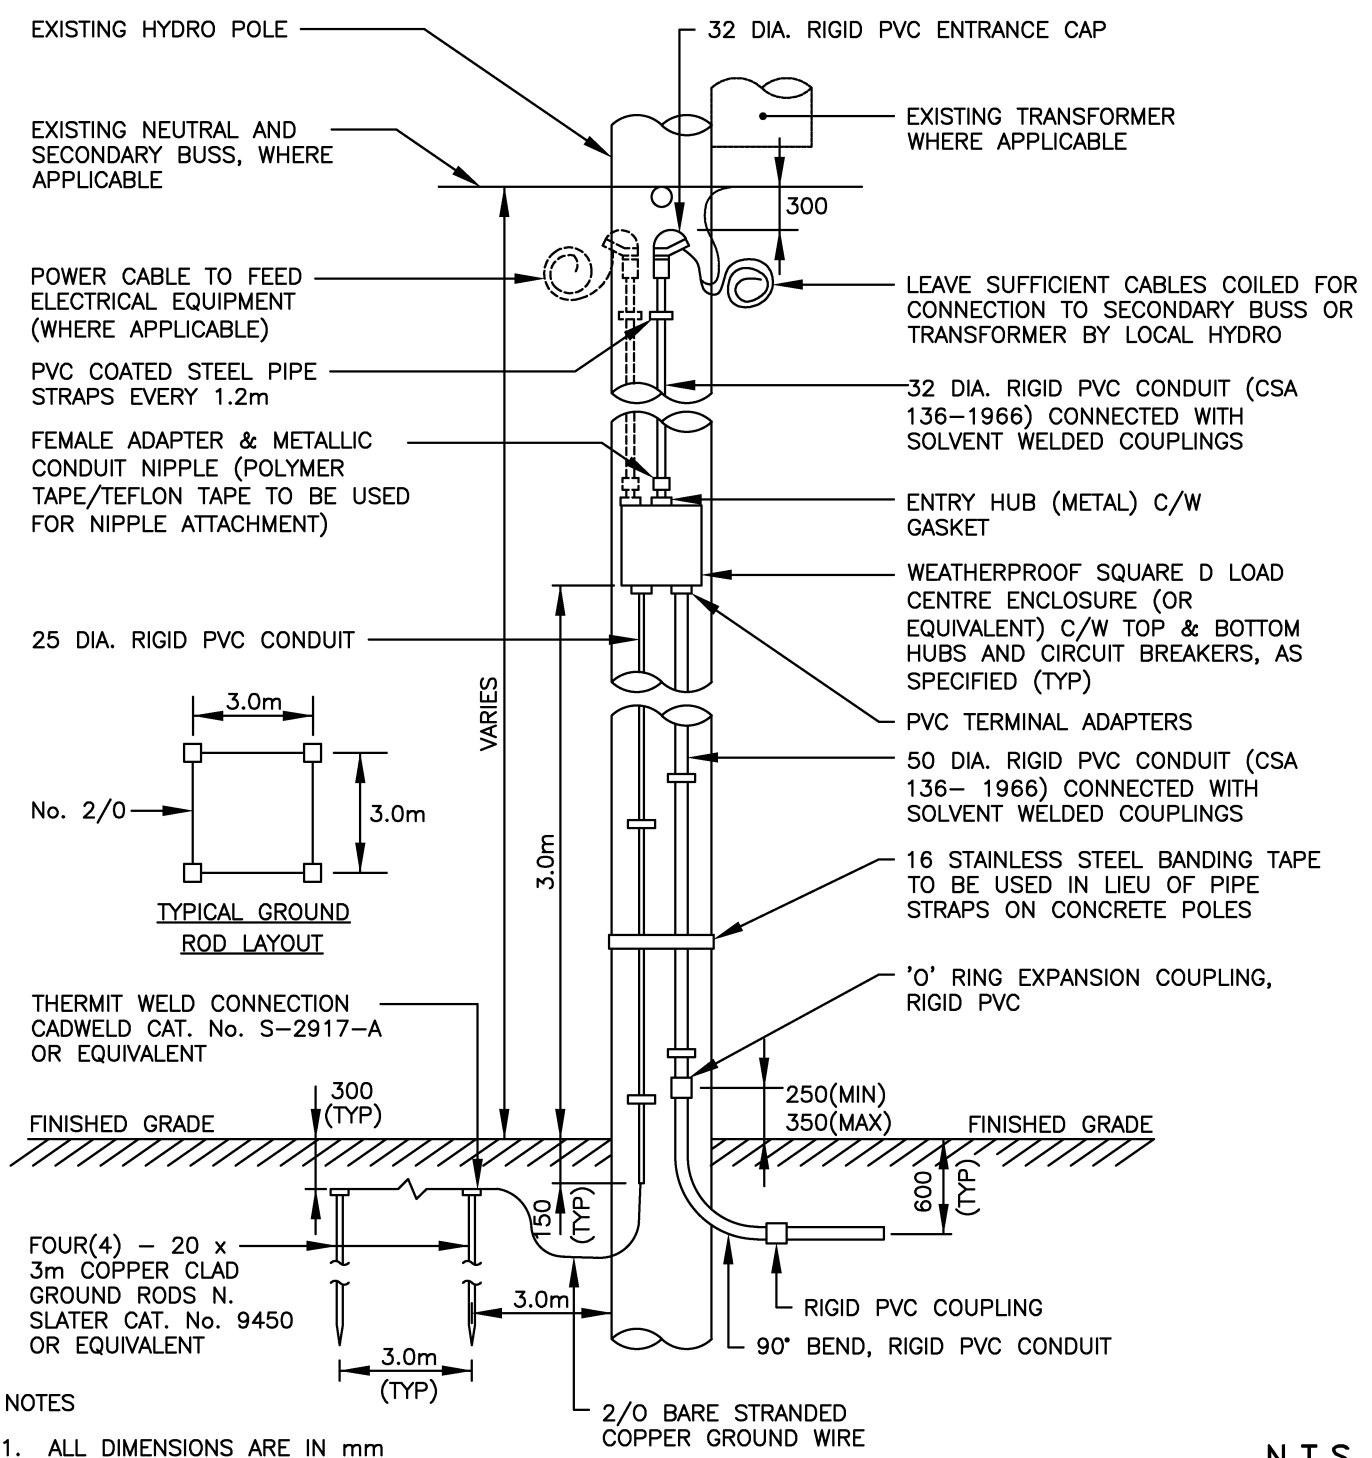 EXISTING HYDRO POLE
32 DIA. RIGID PVC ENTRANCE CAP
EXISTING NEUTRAL AND
SECONDARY BUSS, WHERE
APPLICABLE
EXISTING TRANSFORMER
WHERE APPLICABLE
300
POWER CABLE TO FEED
ELECTRICAL EQUIPMENT
(WHERE APPLICABLE)
LEAVE SUFFICIENT CABLES COILED FOR
CONNECTION TO SECONDARY BUSS OR
TRANSFORMER BY LOCAL HYDRO
PVC COATED STEEL PIPE
STRAPS EVERY 1.2m
32 DIA. RIGID PVC CONDUIT (CSA
136-1966) CONNECTED WITH
SOLVENT WELDED COUPLINGS
FEMALE ADAPTER & METALLIC
CONDUIT NIPPLE (POLYMER
TAPE/TEFLON TAPE TO BE USED
FOR NIPPLE ATTACHMENT)
ENTRY HUB (METAL) C/W
GASKET
WEATHERPROOF SQUARE D LOAD
CENTRE ENCLOSURE (OR
EQUIVALENT) C/W TOP & BOTTOM
HUBS AND CIRCUIT BREAKERS, AS
SPECIFIED (TYP)
25 DIA. RIGID PVC CONDUIT
VARIES
PVC TERMINAL ADAPTERS
3.0m
3.0m
No. 2/0
TYPICAL GROUND
ROD LAYOUT
50 DIA. RIGID PVC CONDUIT (CSA
136- 1966) CONNECTED WITH
SOLVENT WELDED COUPLINGS
3.0m
16 STAINLESS STEEL BANDING TAPE
TO BE USED IN LIEU OF PIPE
STRAPS ON CONCRETE POLES
'O' RING EXPANSION COUPLING,
RIGID PVC
THERMIT WELD CONNECTION
CADWELD CAT. No. S-2917-A
OR EQUIVALENT
300
(TYP)
250(MIN)
350(MAX)
FINISHED GRADE
FINISHED GRADE
150
(TYP)
600
(TYP)
FOUR(4) - 20 x
3m COPPER CLAD
GROUND RODS N.
SLATER CAT. No. 9450
OR EQUIVALENT
3.0m
3.0m
(TYP)
RIGID PVC COUPLING
90° BEND, RIGID PVC CONDUIT
2/0 BARE STRANDED
COPPER GROUND WIRE
NOTES
1. ALL DIMENSIONS ARE IN mm
N.T.S